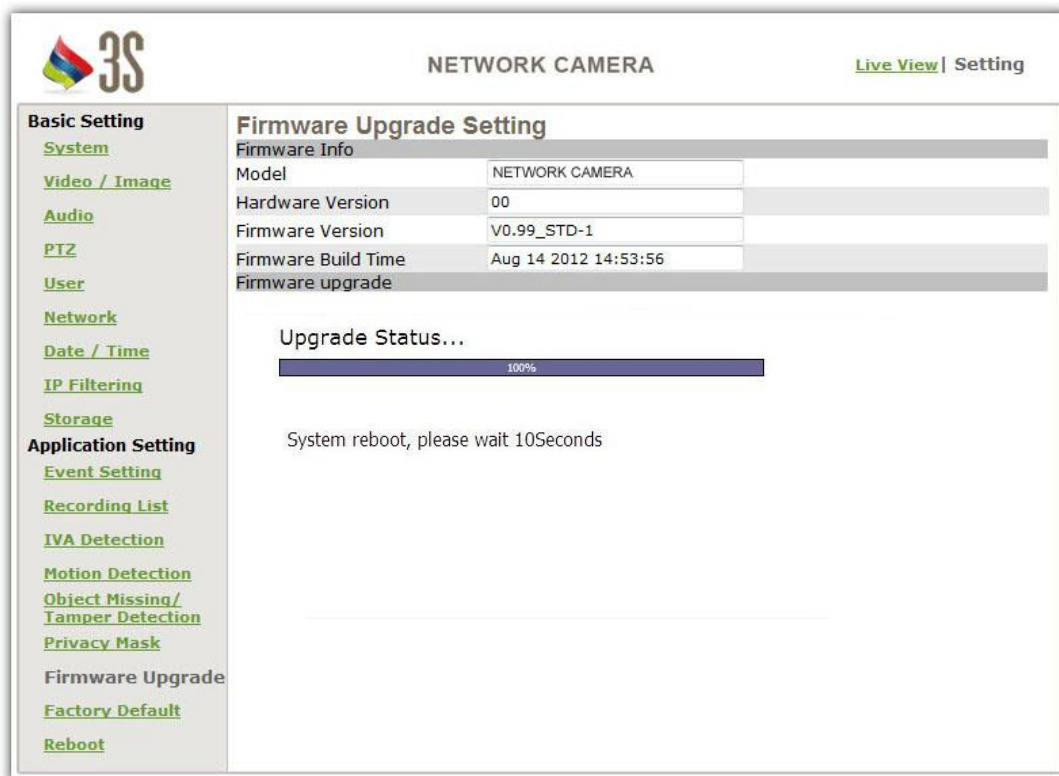 3S
NETWORK CAMERA
Live View| Setting
Basic Setting
System
Video / Image
Audio
PTZ
User
Network
Date / Time
IP Filtering
Storage
Application Setting
Event Setting
Recording List
IVA Detection
Motion Detection
Object Missing/
Tamper Detection
Privacy Mask
Firmware Upgrade
Factory Default
Reboot
Firmware Upgrade Setting
Firmware Info
Model NETWORK CAMERA
Hardware Version 00
Firmware Version V0.99_STD-1
Firmware Build Time Aug 14 2012 14:53:56
Firmware upgrade
Upgrade Status...
100%
System reboot, please wait 10Seconds